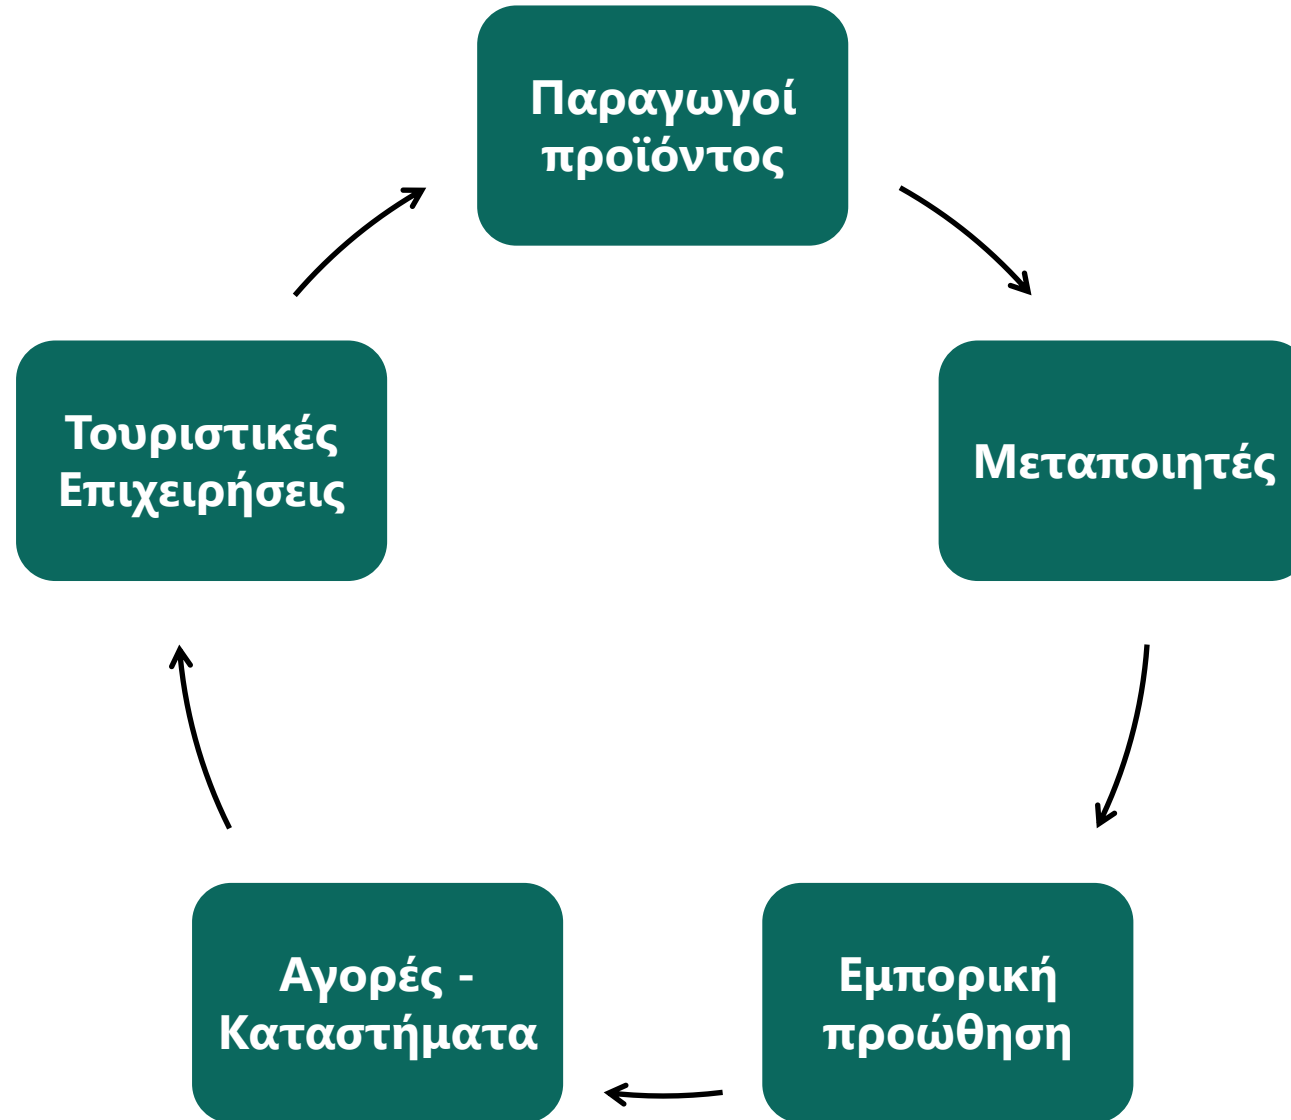 Παραγωγοί
προϊόντος
Μεταποιητές
Εμπορική
προώθηση
Αγορές -
Καταστήματα
Τουριστικές
Επιχειρήσεις